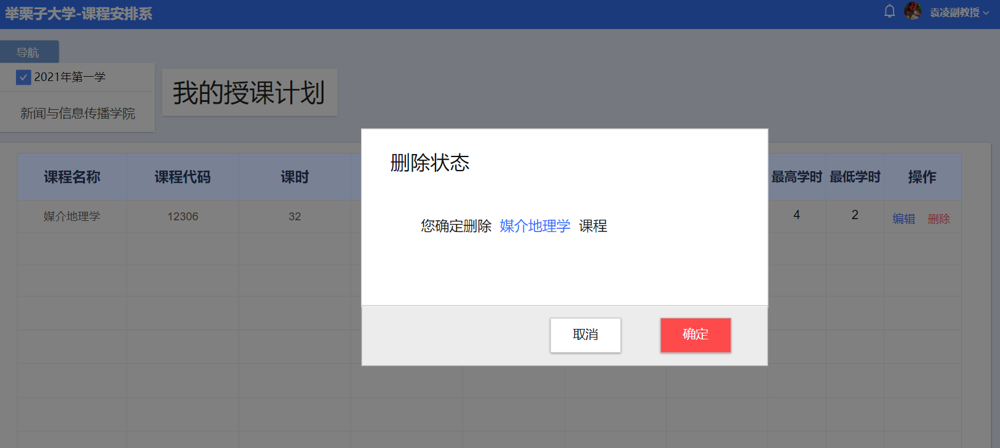 举栗子大学-课程安排系
袁凌副教授
导航
2021年第一学
新闻与信息传播学院
我的授课计划
删除状态
您确定删除 媒介地理学 课程
取消 确定
课程名称 课程代码 课时 最高学时 最低学时 操作
媒介地理学 12306 32 4 2 编辑 删除